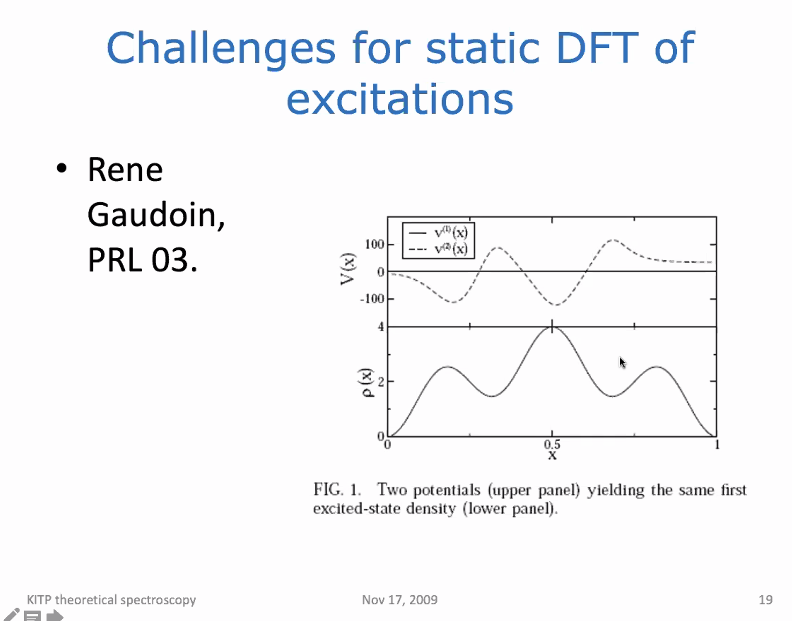 Challenges for static DFT of
excitations
• Rene
Gaudoin,
PRL 03.
v⁽¹⁾(x)
v⁽²⁾(x)
V(x)
100
0
-100
4
2
0
ρ(x)
0
0.5
1
x
FIG. 1. Two potentials (upper panel) yielding the same first
excited-state density (lower panel).
KITP theoretical spectroscopy
Nov 17, 2009
19